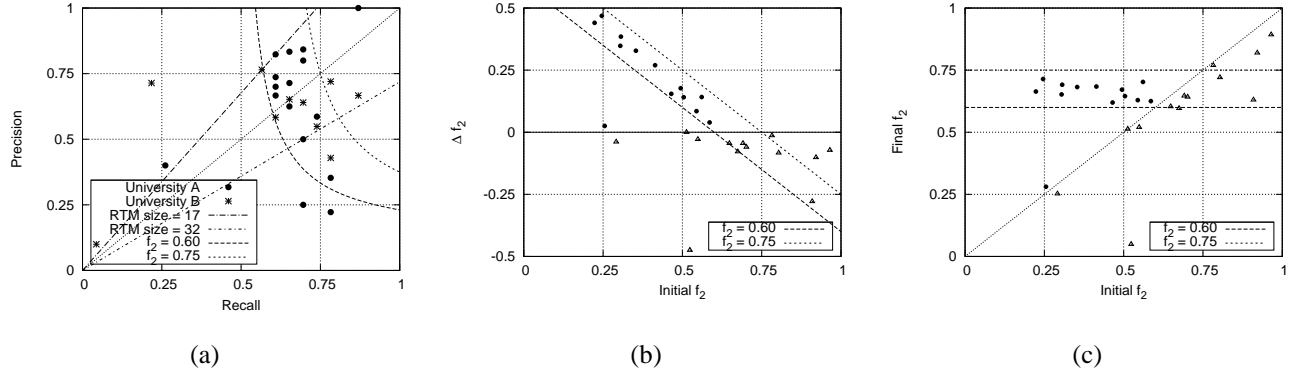 1
0.75
0.5
0.25
0
0
0.25
0.5
0.75
1
Precision
Recall
University A
University B
RTM size = 17
RTM size = 32
f2 = 0.60
f2 = 0.75
(a)
0.5
0.25
0
-0.25
-0.5
0
0.25
0.5
0.75
1
Δ f2
Initial f2
f2 = 0.60
f2 = 0.75
(b)
1
0.75
0.5
0.25
0
0
0.25
0.5
0.75
1
Final f2
Initial f2
f2 = 0.60
f2 = 0.75
(c)